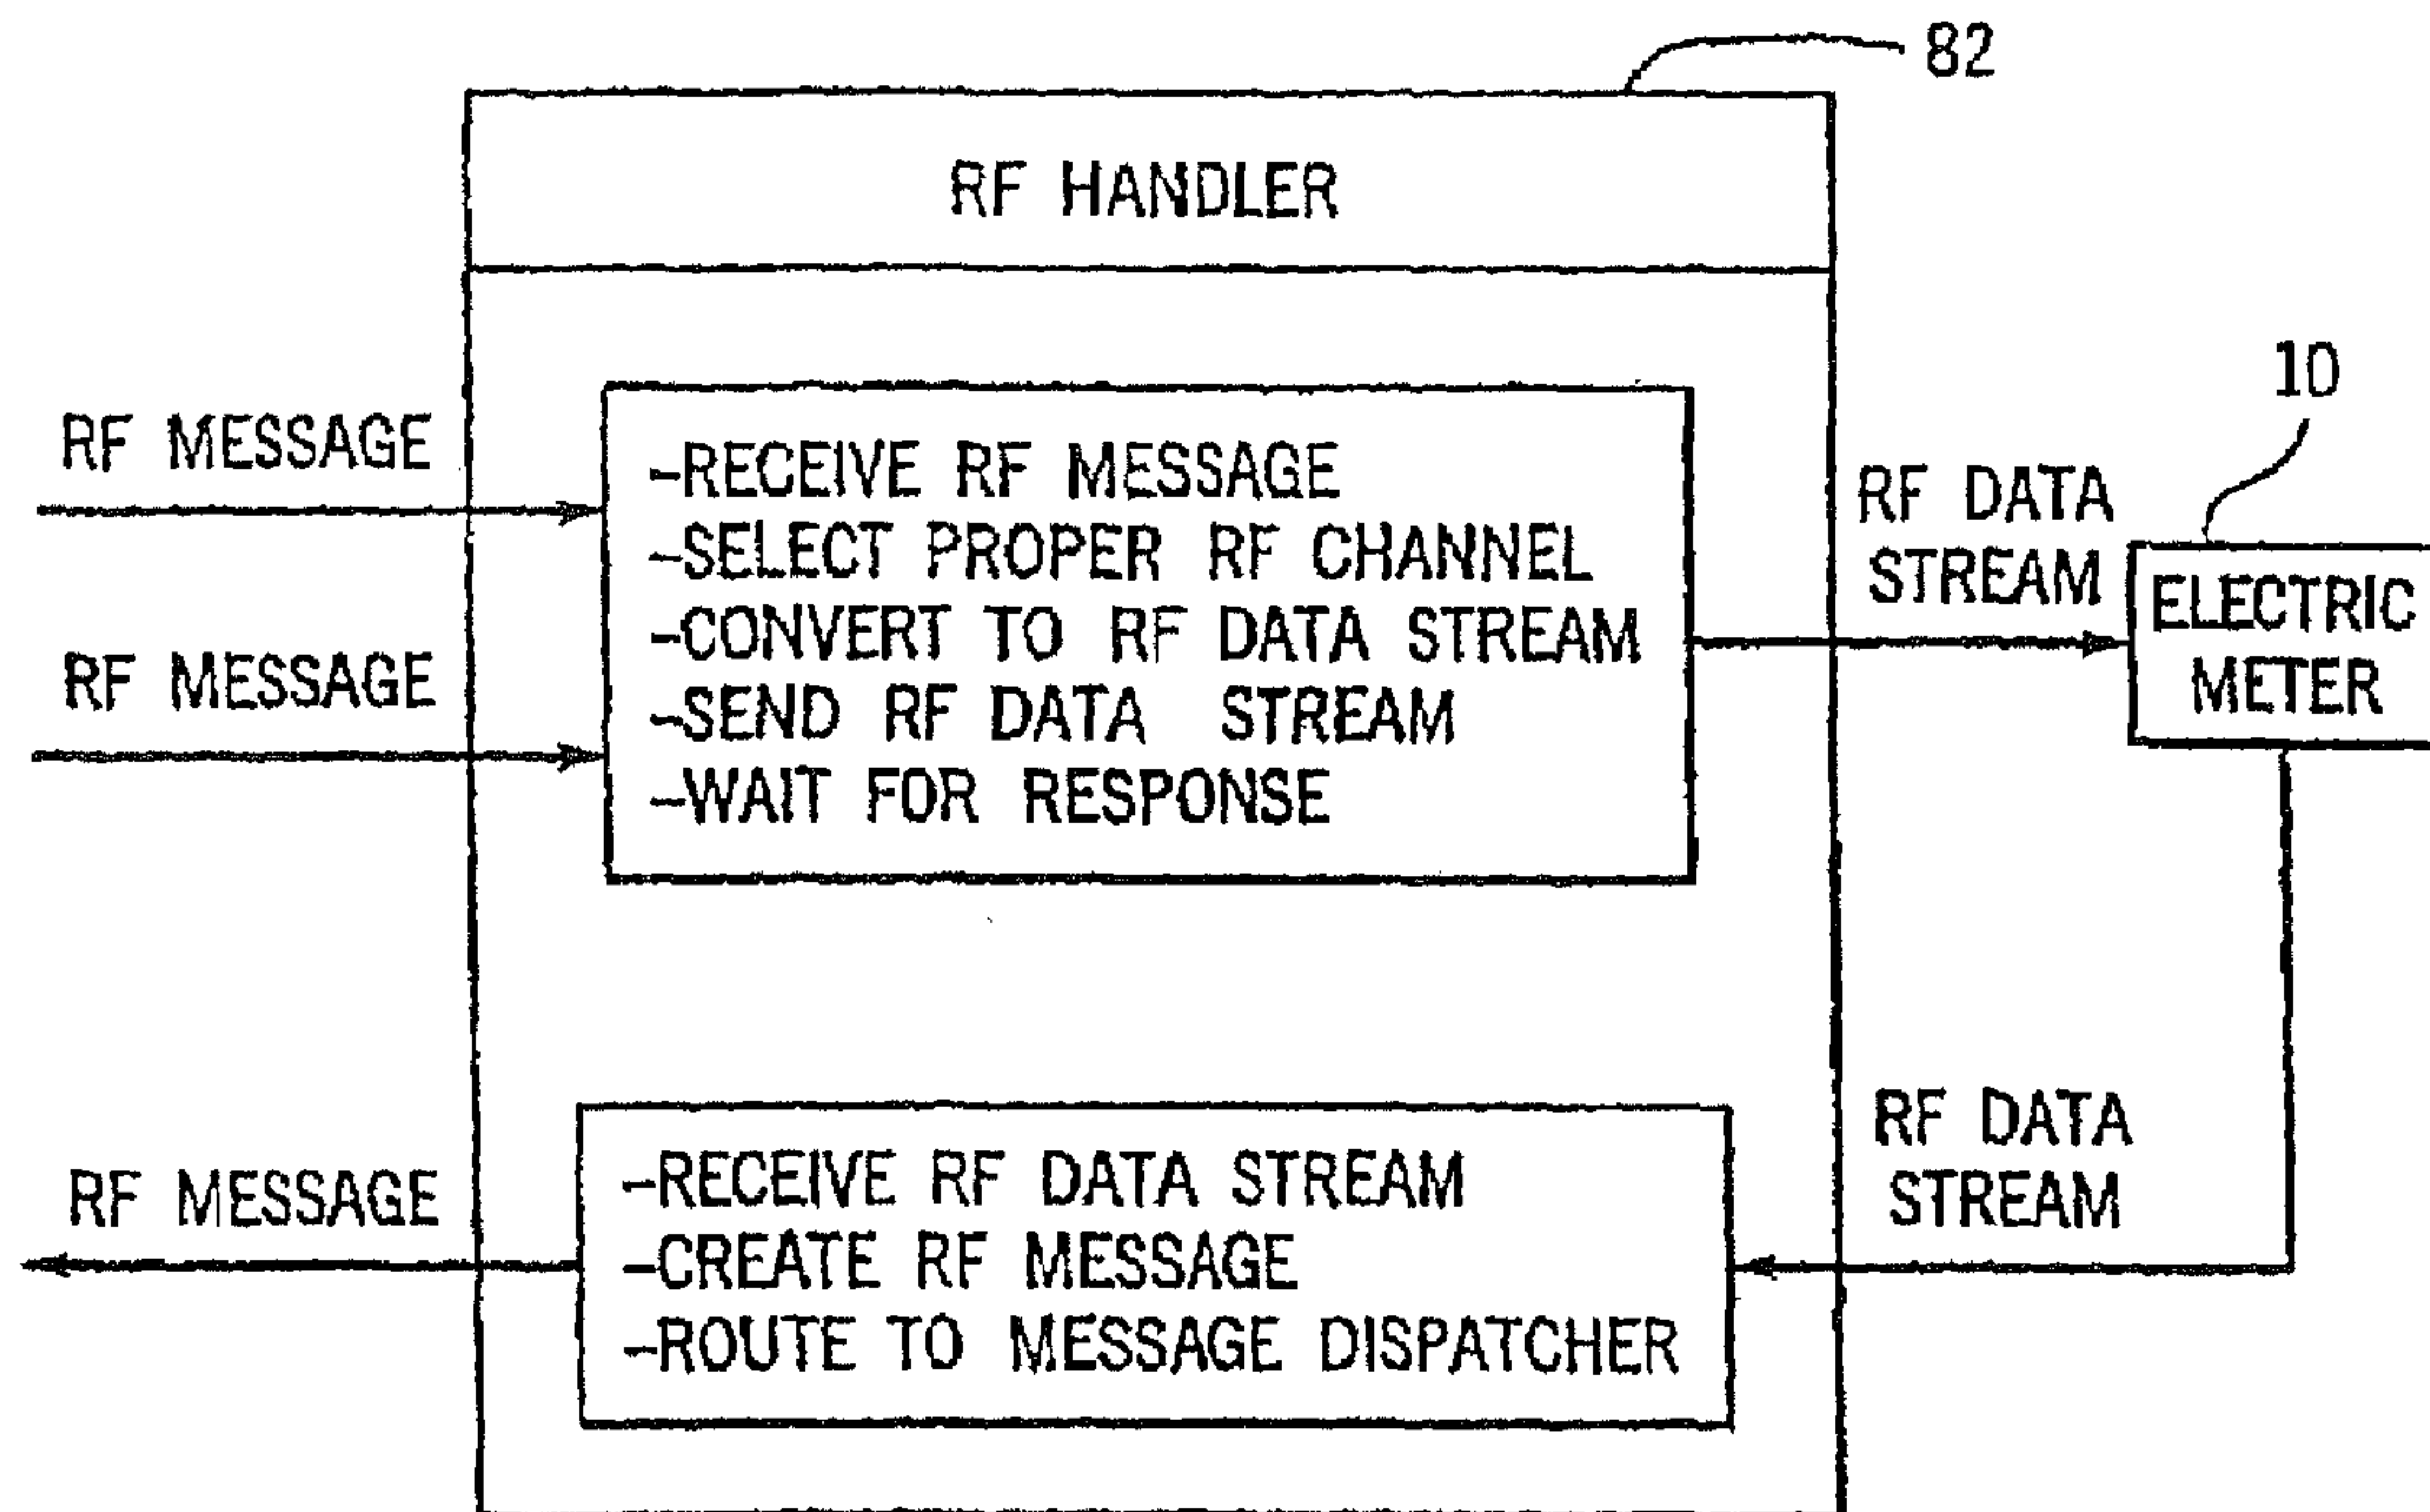 82
RF HANDLER
10
RF MESSAGE
RF MESSAGE
-RECEIVE RF MESSAGE
-SELECT PROPER RF CHANNEL
-CONVERT TO RF DATA STREAM
-SEND RF DATA STREAM
-WAIT FOR RESPONSE
RF DATA
STREAM
ELECTRIC
METER
RF MESSAGE
-RECEIVE RF DATA STREAM
-CREATE RF MESSAGE
-ROUTE TO MESSAGE DISPATCHER
RF DATA
STREAM